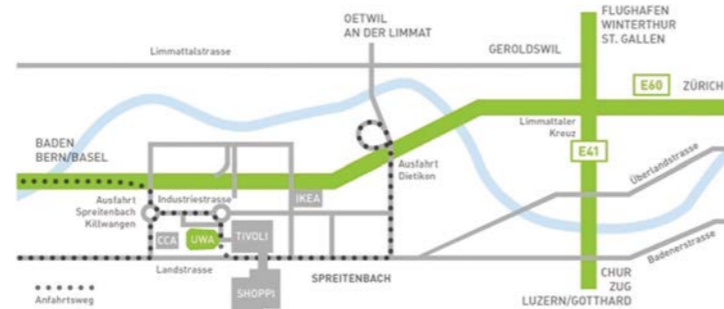 FLUGHAFEN
WINTERTHUR
ST. GALLEN
OETWIL
AN DER LIMMAT
Limmattalstrasse
GEROLDSWIL
E60
ZÜRICH
Limmattaler
Kreuz
E41
BADEN
BERN/BASEL
Ausfahrt
Dietikon
Überlandstrasse
Ausfahrt
Spreitenbach
Killwangen
Industriestrasse
IKEA
CCA
UWA
TIVOLI
Badenerstrasse
Landstrasse
SPREITENBACH
SHOPPI
CHUR
ZUG
LUZERN/GOTTHARD
Anfahrtsweg